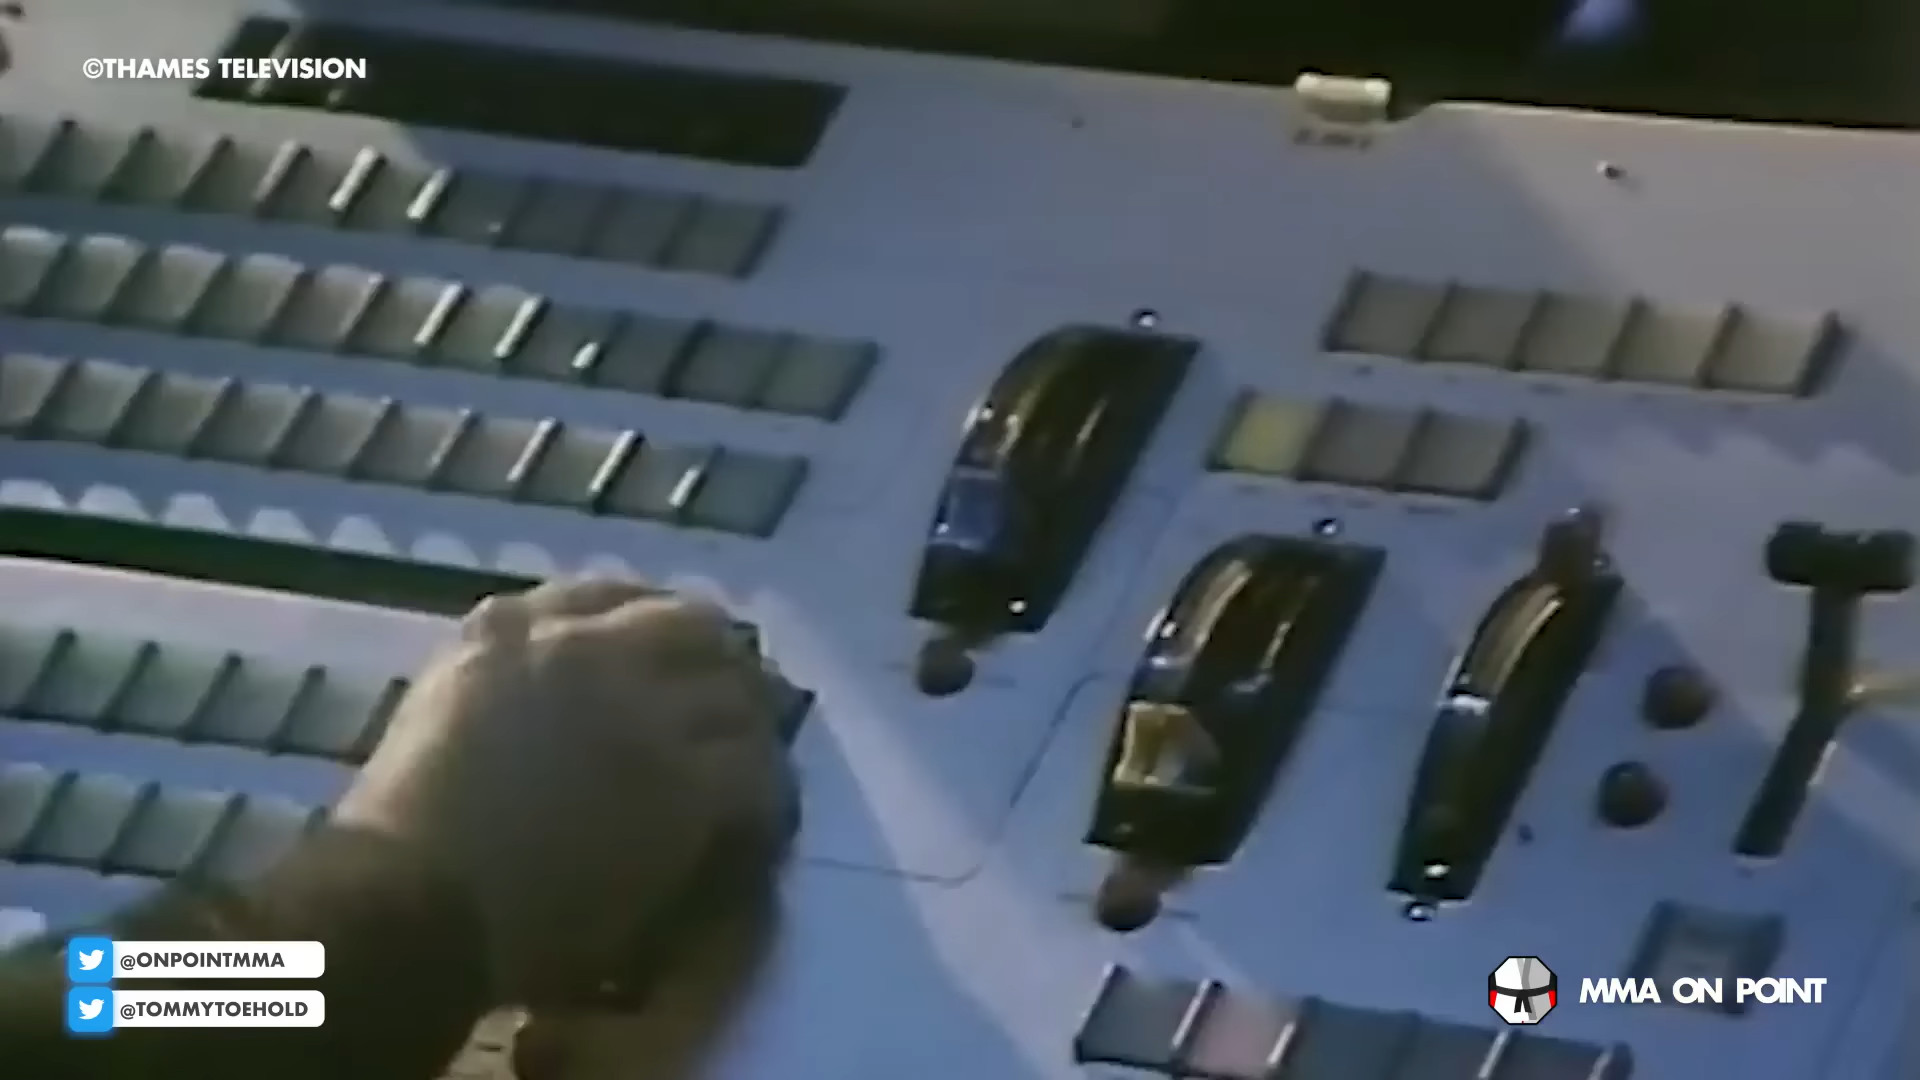 ©THAMES TELEVISION
@ONPOINTMMA
@TOMMYTOEHOLD
MMA ON POINT